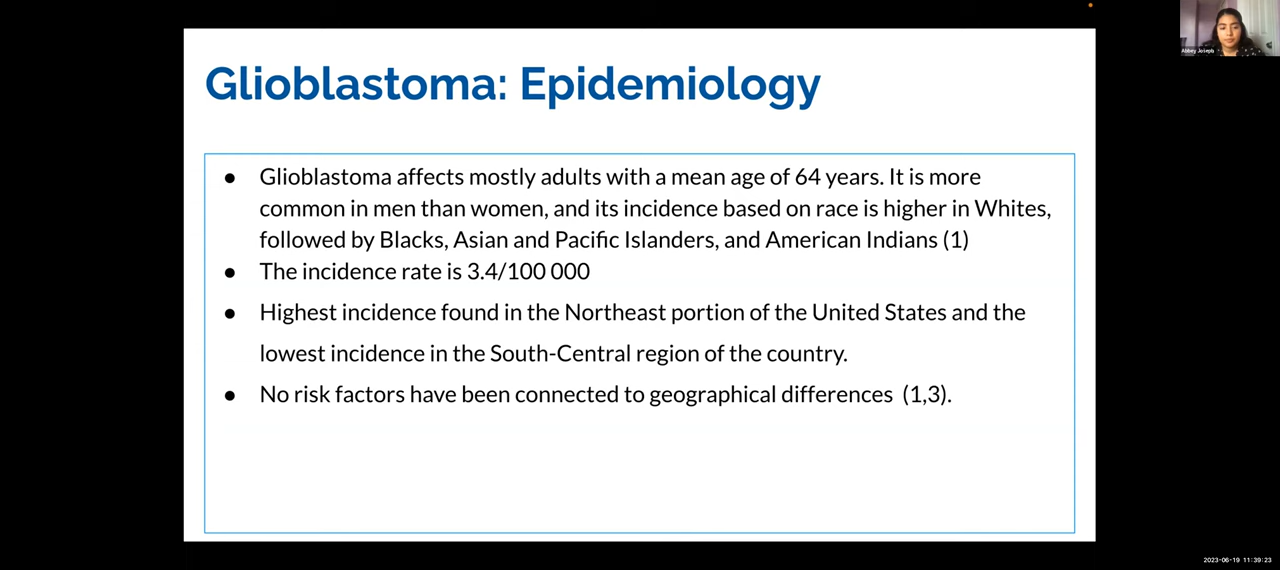 Abbey Joseph
Glioblastoma: Epidemiology
● Glioblastoma affects mostly adults with a mean age of 64 years. It is more
common in men than women, and its incidence based on race is higher in Whites,
followed by Blacks, Asian and Pacific Islanders, and American Indians (1)
● The incidence rate is 3.4/100 000
● Highest incidence found in the Northeast portion of the United States and the
lowest incidence in the South-Central region of the country.
● No risk factors have been connected to geographical differences (1,3).
2023-06-19 11:39:23